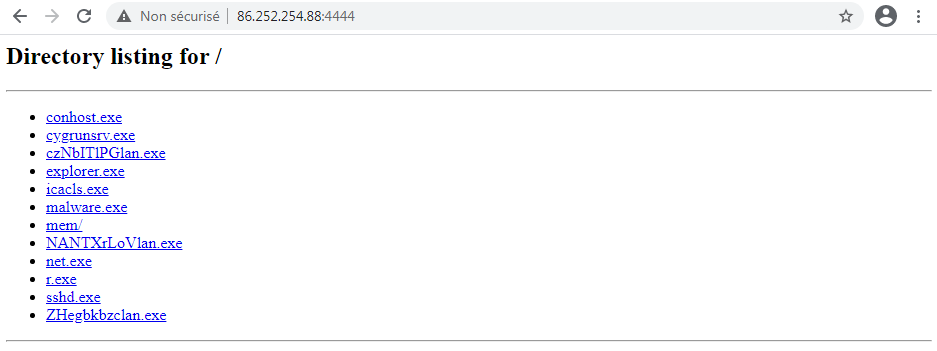 Non sécurisé | 86.252.254.88:4444
Directory listing for /
conhost.exe
cygrunsrv.exe
czNbITlPGlan.exe
explorer.exe
icacls.exe
malware.exe
mem/
NANTXrLoVlan.exe
net.exe
r.exe
sshd.exe
ZHegbkbzclan.exe